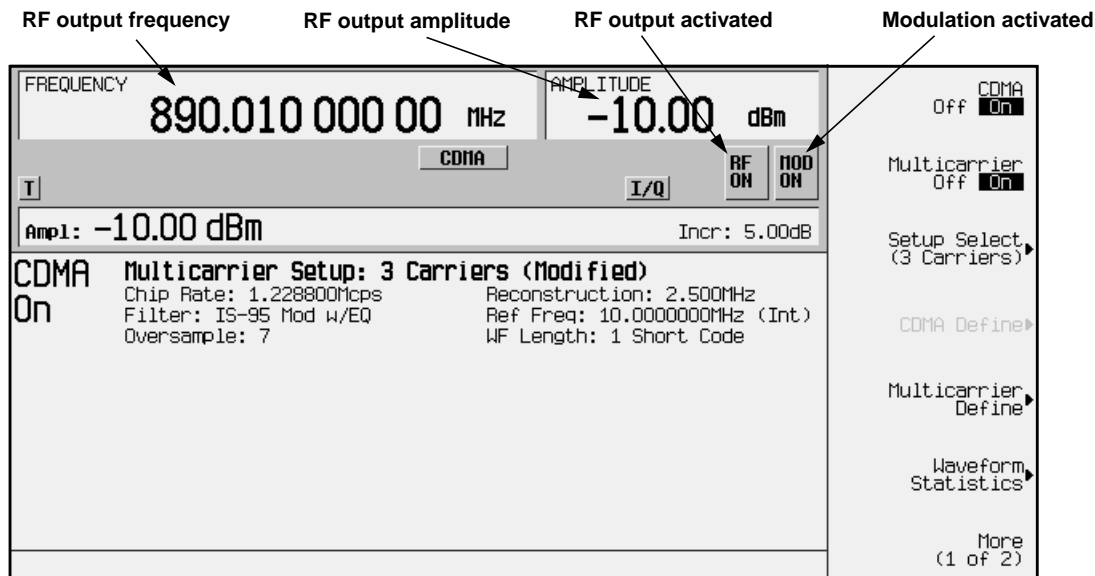 RF output frequency RF output amplitude RF output activated Modulation activated
FREQUENCY
890.010 000 00 MHz
AMPLITUDE
-10.00 dBm
CDMA
RF ON
MOD ON
T
I/Q
Ampl: -10.00 dBm Incr: 5.00dB
CDMA
On
Multicarrier Setup: 3 Carriers (Modified)
Chip Rate: 1.228800Mcps Reconstruction: 2.500MHz
Filter: IS-95 Mod w/EQ Ref Freq: 10.0000000MHz (Int)
Oversample: 7 WF Length: 1 Short Code
CDMA
Off On
Multicarrier
Off On
Setup Select
(3 Carriers)
CDMA Define
Multicarrier
Define
Waveform
Statistics
More
(1 of 2)